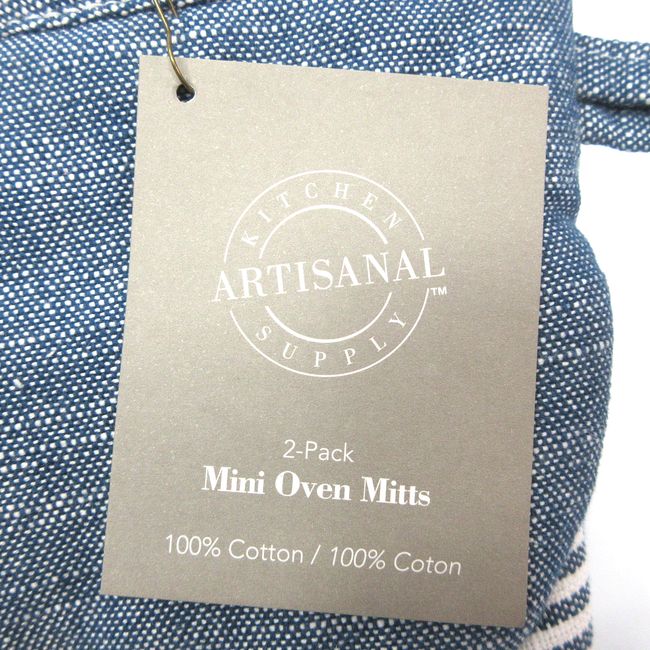 KITCHEN
ARTISANAL™
SUPPLY
2-Pack
Mini Oven Mitts
100% Cotton / 100% Coton